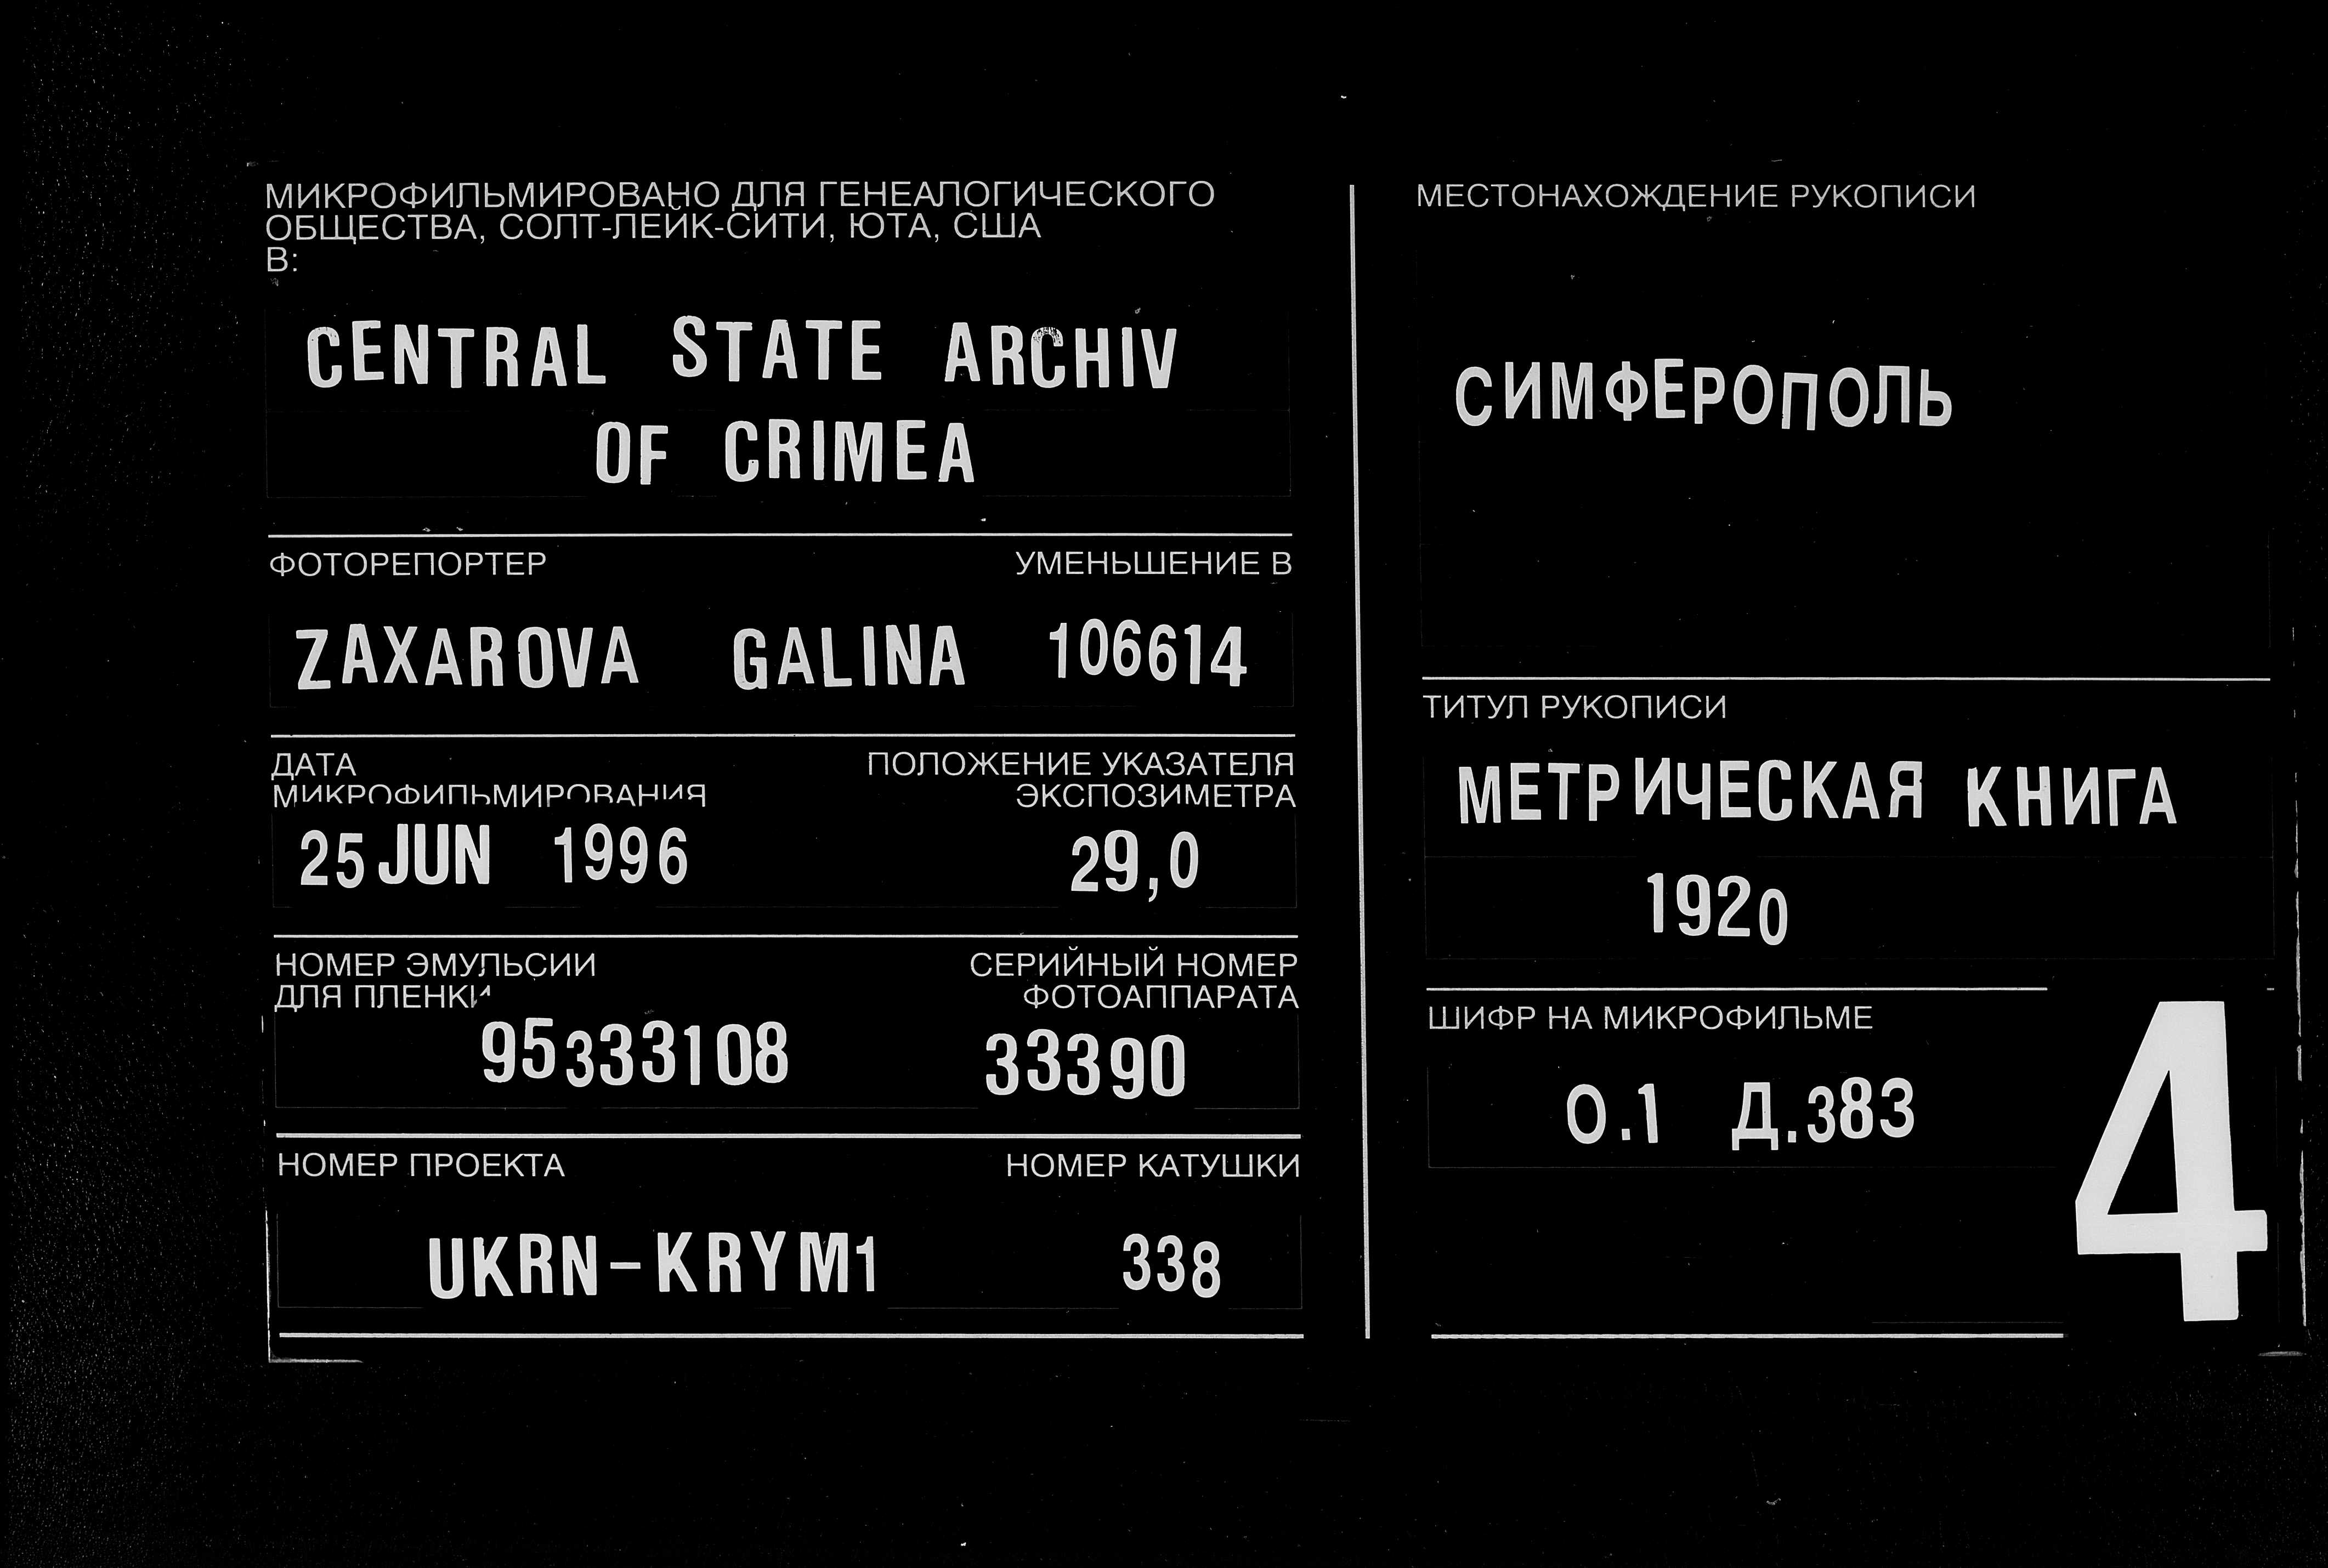 МИКРОФИЛЬМИРОВАНО ДЛЯ ГЕНЕАЛОГИЧЕСКОГО
ОБЩЕСТВА, СОЛТ-ЛЕЙК-СИТИ, ЮТА, США
В:
CENTRAL STATE ARCHIV
OF CRIMEA
ФОТОРЕПОРТЕР УМЕНЬШЕНИЕ В
ZAXAROVA GALINA 106614
ДАТА ПОЛОЖЕНИЕ УКАЗАТЕЛЯ
МИКРОФИЛЬМИРОВАНИЯ ЭКСПОЗИМЕТРА
25 JUN 1996 29,0
НОМЕР ЭМУЛЬСИИ СЕРИЙНЫЙ НОМЕР
ДЛЯ ПЛЕНКИ ФОТОАППАРАТА
95333108 33390
НОМЕР ПРОЕКТА НОМЕР КАТУШКИ
UKRN-KRYM1 338
МЕСТОНАХОЖДЕНИЕ РУКОПИСИ
СИМФЕРОПОЛЬ
ТИТУЛ РУКОПИСИ
МЕТРИЧЕСКАЯ КНИГА
1920
ШИФР НА МИКРОФИЛЬМЕ
О.1 Д.383
4